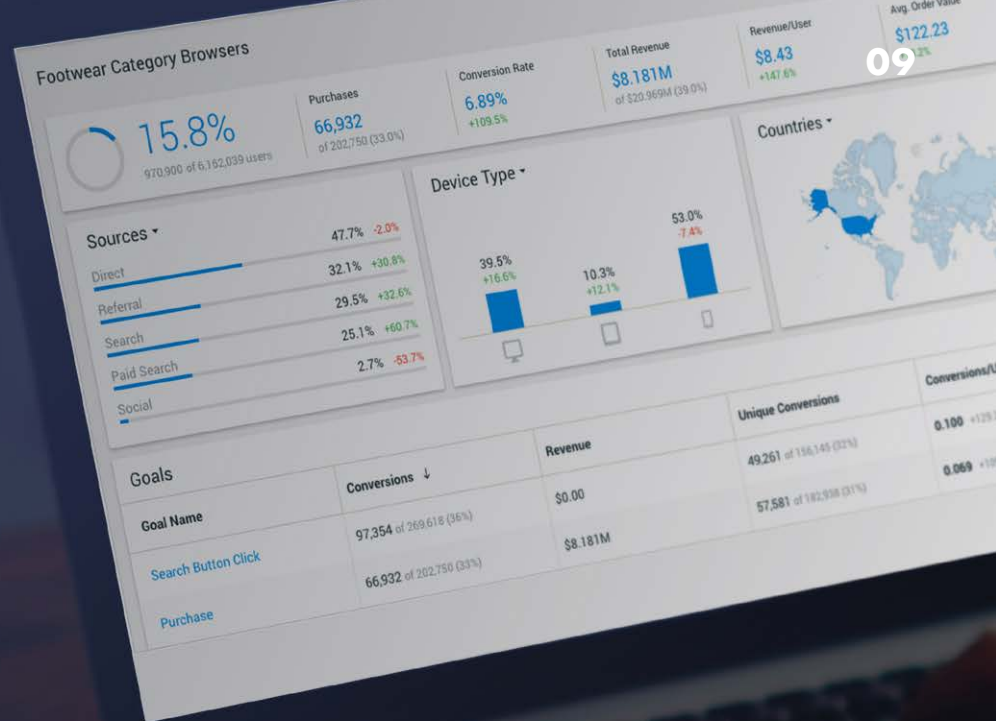 Footwear Category Browsers
15.8%
970,900 of 6,152,039 users
Purchases
66,932
of 202,750 (33.0%)
Conversion Rate
6.89%
+109.5%
Total Revenue
$8.181M
of $20.969M (39.0%)
Revenue/User
$8.43
+147.6%
Avg. Order Value
$122.23
09
Sources
Direct 47.7% -2.0%
Referral 32.1% +30.8%
Search 29.5% +32.6%
Paid Search 25.1% +60.7%
Social 2.7% -53.7%
Device Type
39.5%
+16.6%
10.3%
+12.1%
53.0%
-7.4%
Countries
Goals
Goal Name Conversions ↓ Revenue Unique Conversions
Search Button Click 97,354 of 269,618 (36%) $0.00 49,261 of 156,145 (32%) 0.100
Purchase 66,932 of 202,750 (33%) $8.181M 57,581 of 182,938 (31%) 0.069